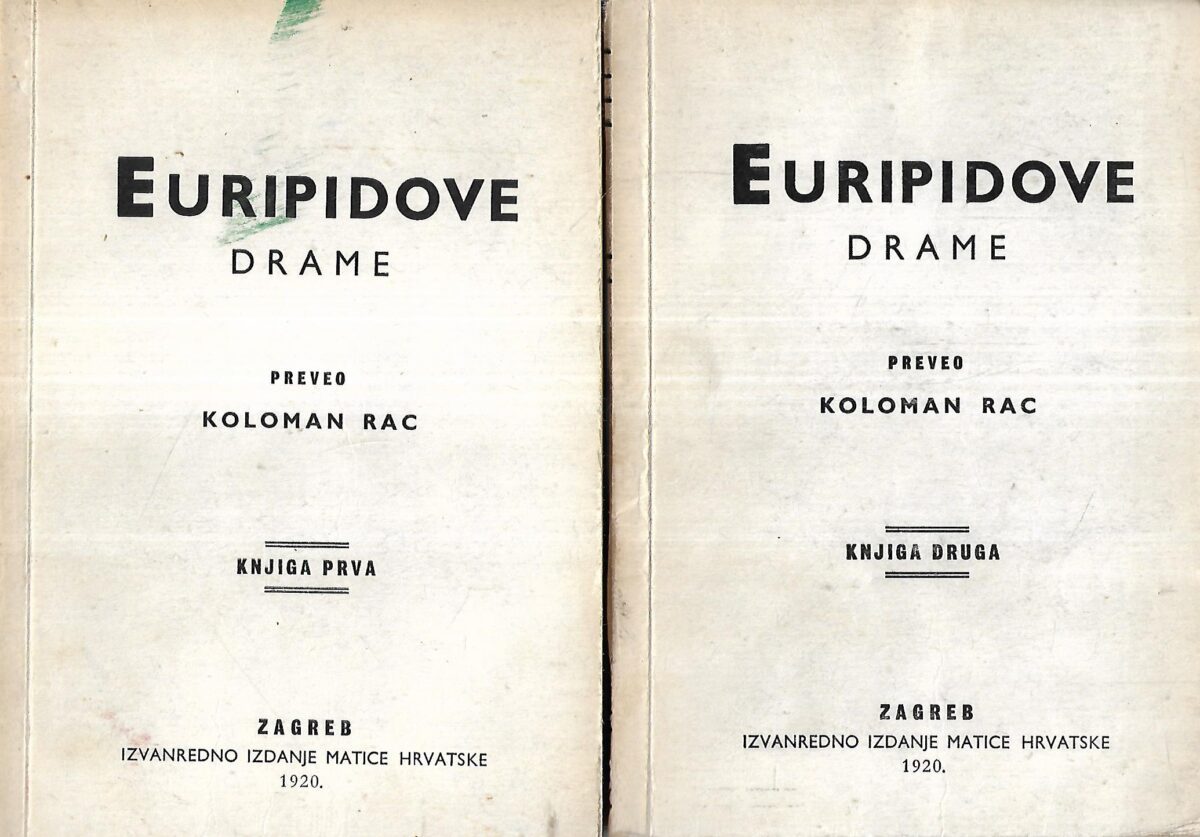 EURIPIDOVE
DRAME
PREVEO
KOLOMAN RAC
KNJIGA PRVA
ZAGREB
IZVANREDNO IZDANJE MATICE HRVATSKE
1920.
EURIPIDOVE
DRAME
PREVEO
KOLOMAN RAC
KNJIGA DRUGA
ZAGREB
IZVANREDNO IZDANJE MATICE HRVATSKE
1920.